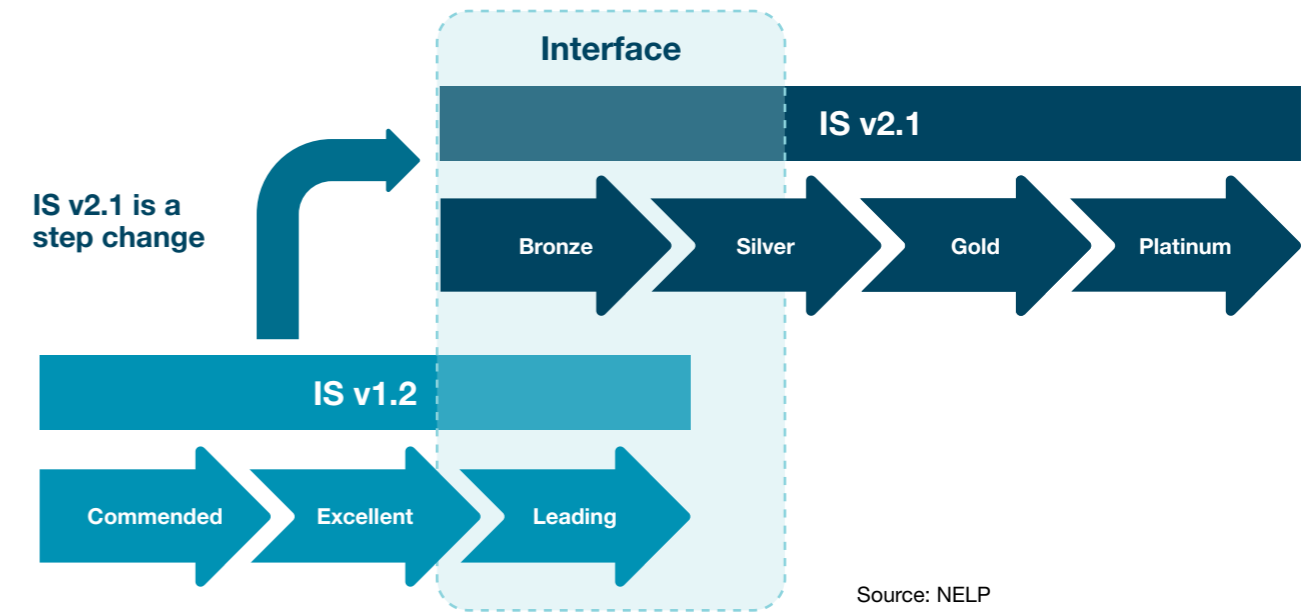 Interface
IS v2.1
IS v2.1 is a
step change
Bronze
Silver
Gold
Platinum
IS v1.2
Commended
Excellent
Leading
Source: NELP